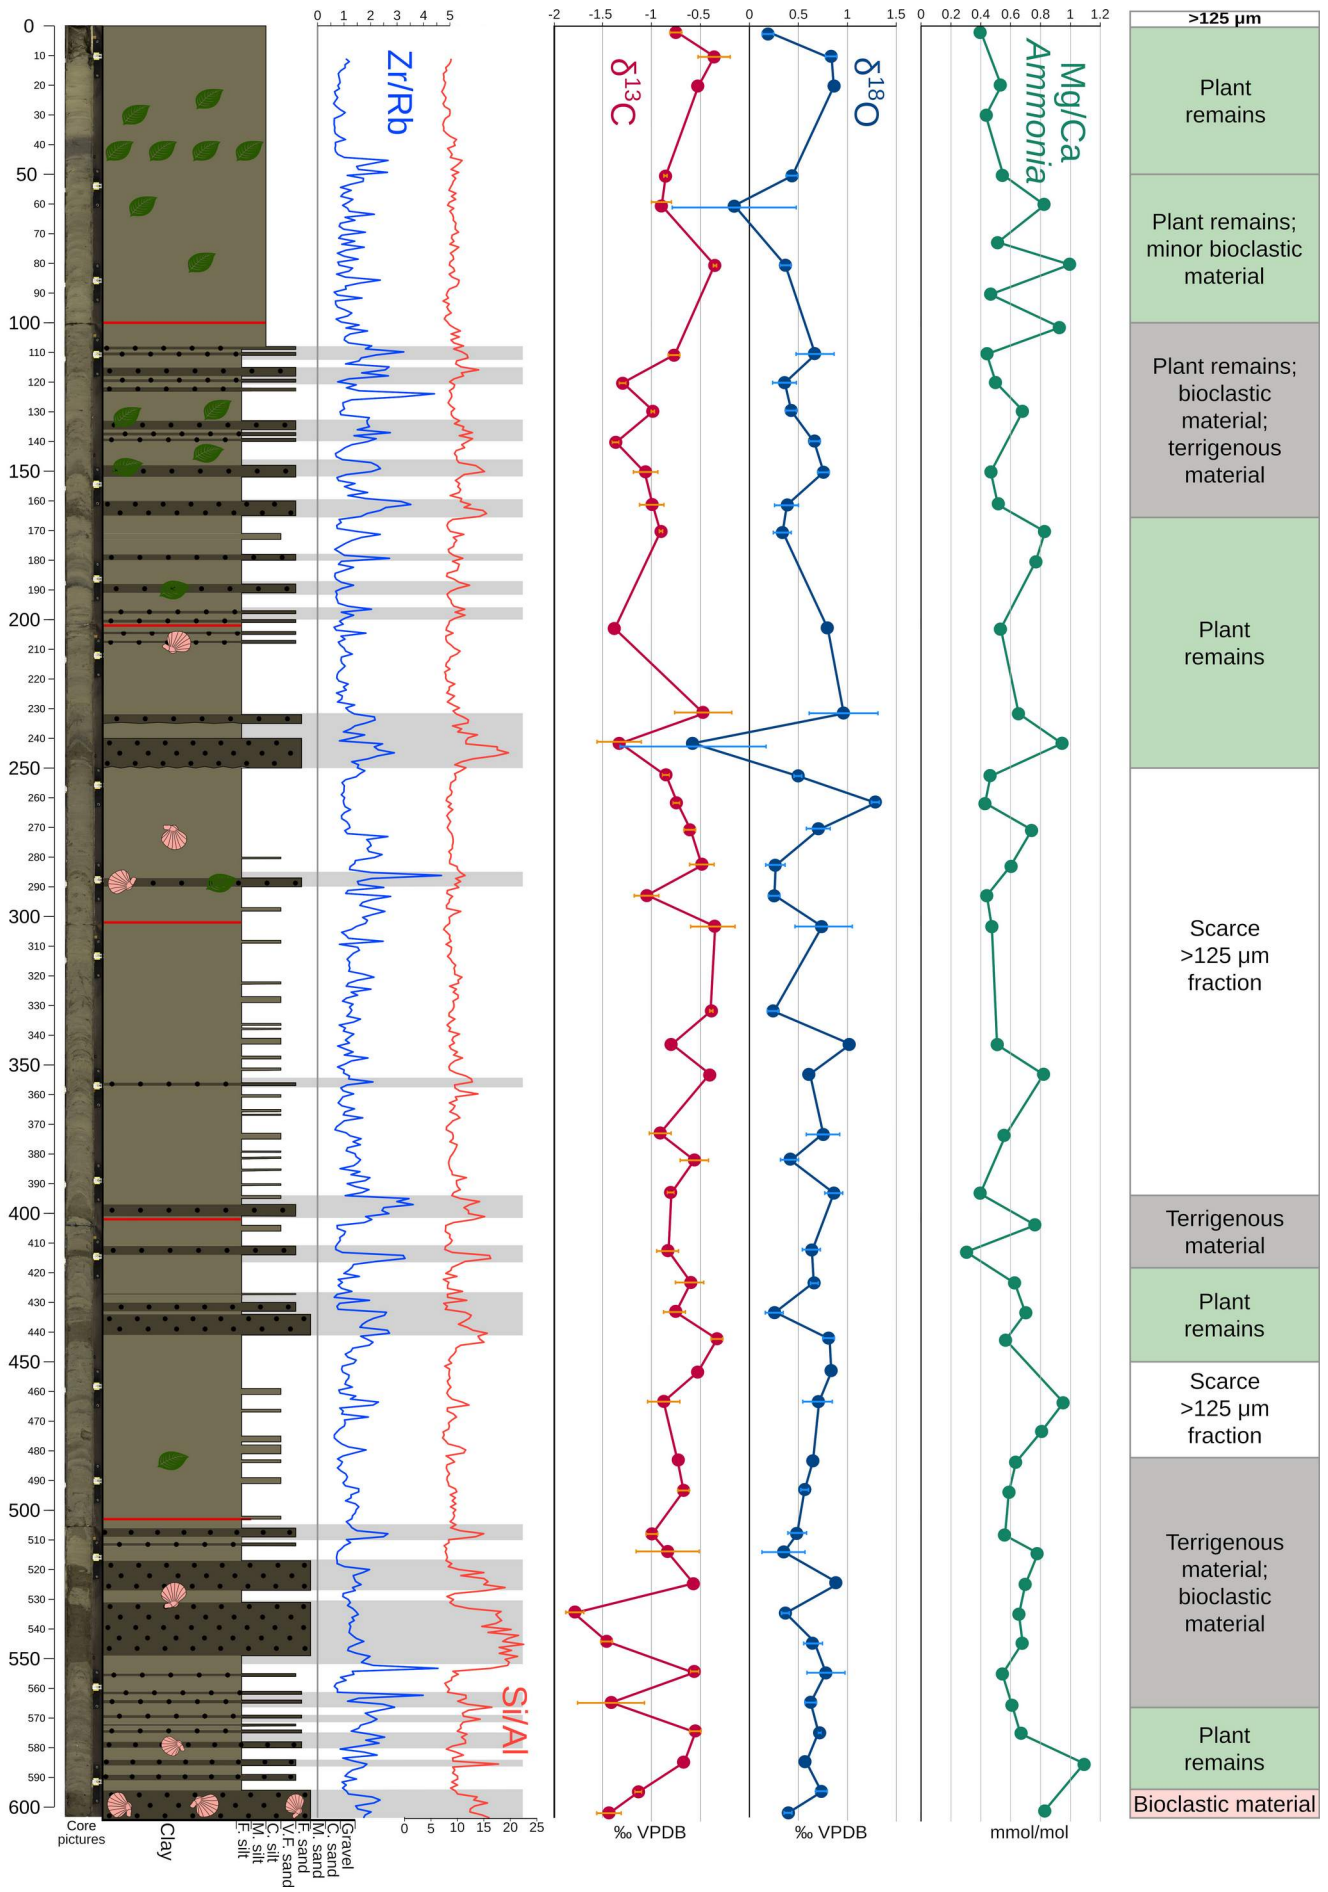 0 1 2 3 4 5
-2 -1.5 -1 -0.5 0 0.5 1 1.5
0 0.2 0.4 0.6 0.8 1 1.2
>125 μm
0
10
20
30
40
50
60
70
80
90
100
110
120
130
140
150
160
170
180
190
200
210
220
230
240
250
260
270
280
290
300
310
320
330
340
350
360
370
380
390
400
410
420
430
440
450
460
470
480
490
500
510
520
530
540
550
560
570
580
590
600
Zr/Rb
Si/Al
δ13C
δ18O
Mg/Ca
Ammonia
Plant
remains
Plant remains;
minor bioclastic
material
Plant remains;
bioclastic
material;
terrigenous
material
Plant
remains
Scarce
>125 μm
fraction
Terrigenous
material
Plant
remains
Scarce
>125 μm
fraction
Terrigenous
material;
bioclastic
material
Plant
remains
Bioclastic material
Core
pictures
Clay
F. silt
M. silt
C. silt
V.F. sand
F. sand
M. sand
C. sand
Gravel
0 5 10 15 20 25
‰ VPDB
‰ VPDB
mmol/mol